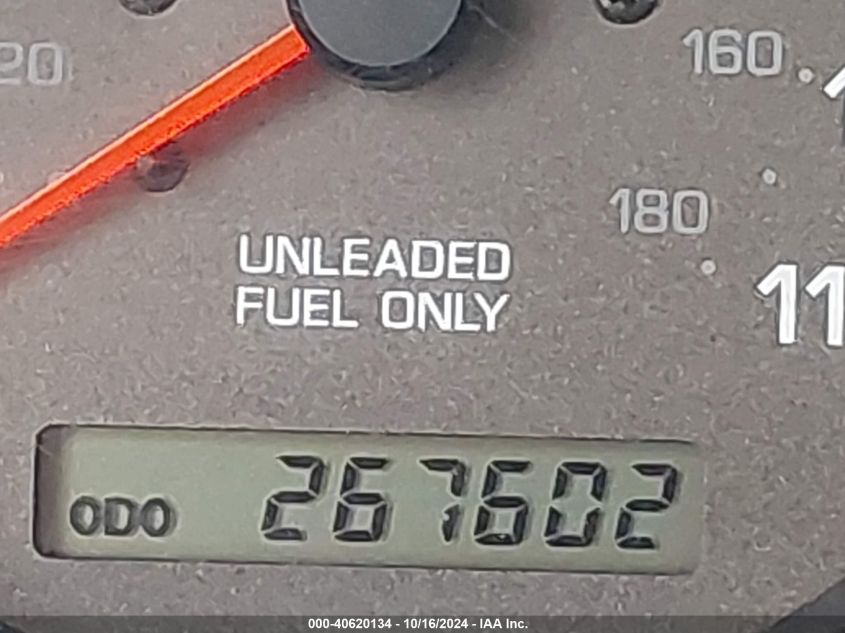 20
160
180
UNLEADED
FUEL ONLY
11
ODO 267602
000-40620134 - 10/16/2024 - IAA Inc.